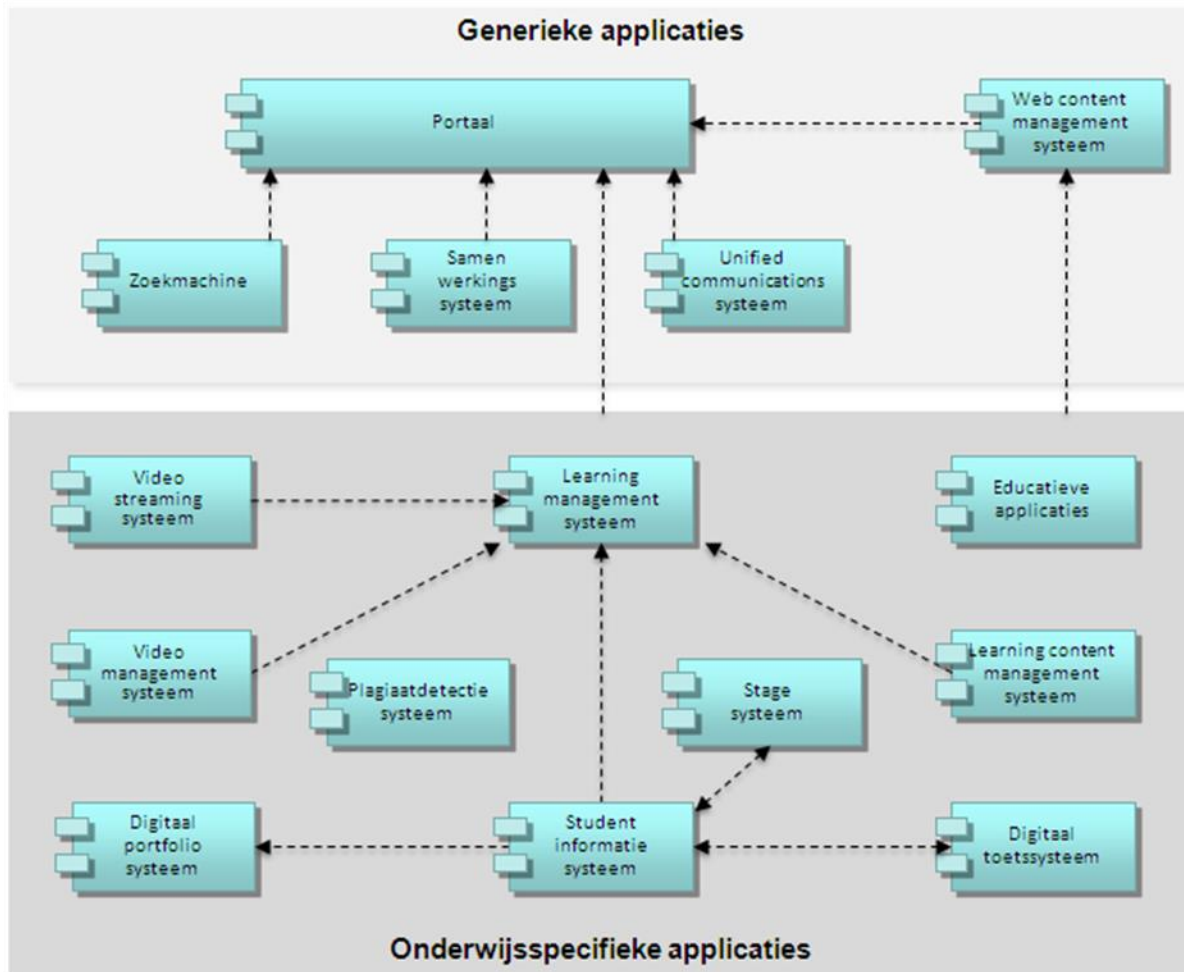 Generieke applicaties
Portaal
Web content
management
systeem
Zoekmachine
Samen
werkings
systeem
Unified
communications
systeem
Video
streaming
systeem
Learning
management
systeem
Educatieve
applicaties
Video
management
systeem
Plagiaatdetectie
systeem
Stage
systeem
Learning content
management
systeem
Digitaal
portfolio
systeem
Student
informatie
systeem
Digitaal
toetssysteem
Onderwijsspecifieke applicaties